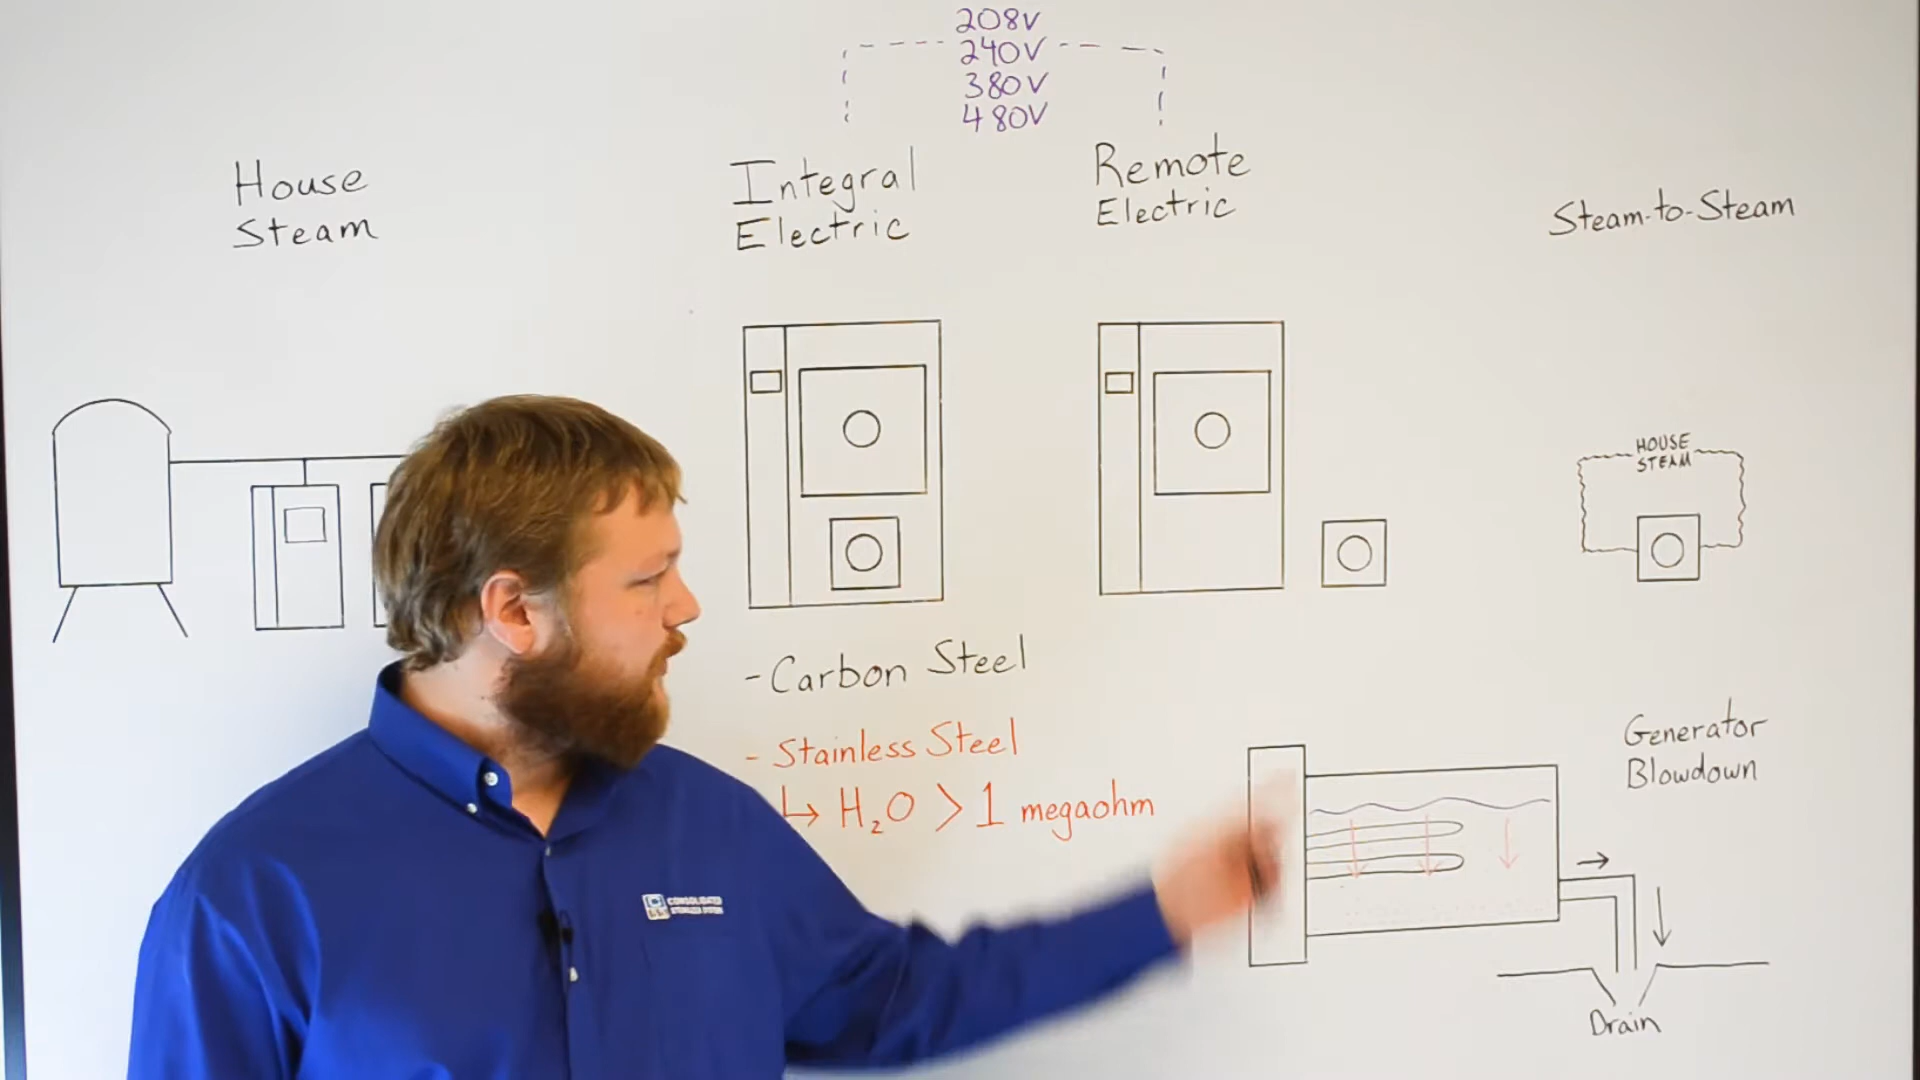 208V
240V
380V
480V
House
Steam
Integral
Electric
Remote
Electric
Steam-to-Steam
HOUSE
STEAM
- Carbon Steel
- Stainless Steel
↳ H₂O > 1 megaohm
Generator
Blowdown
Drain
CONSOLIDATED